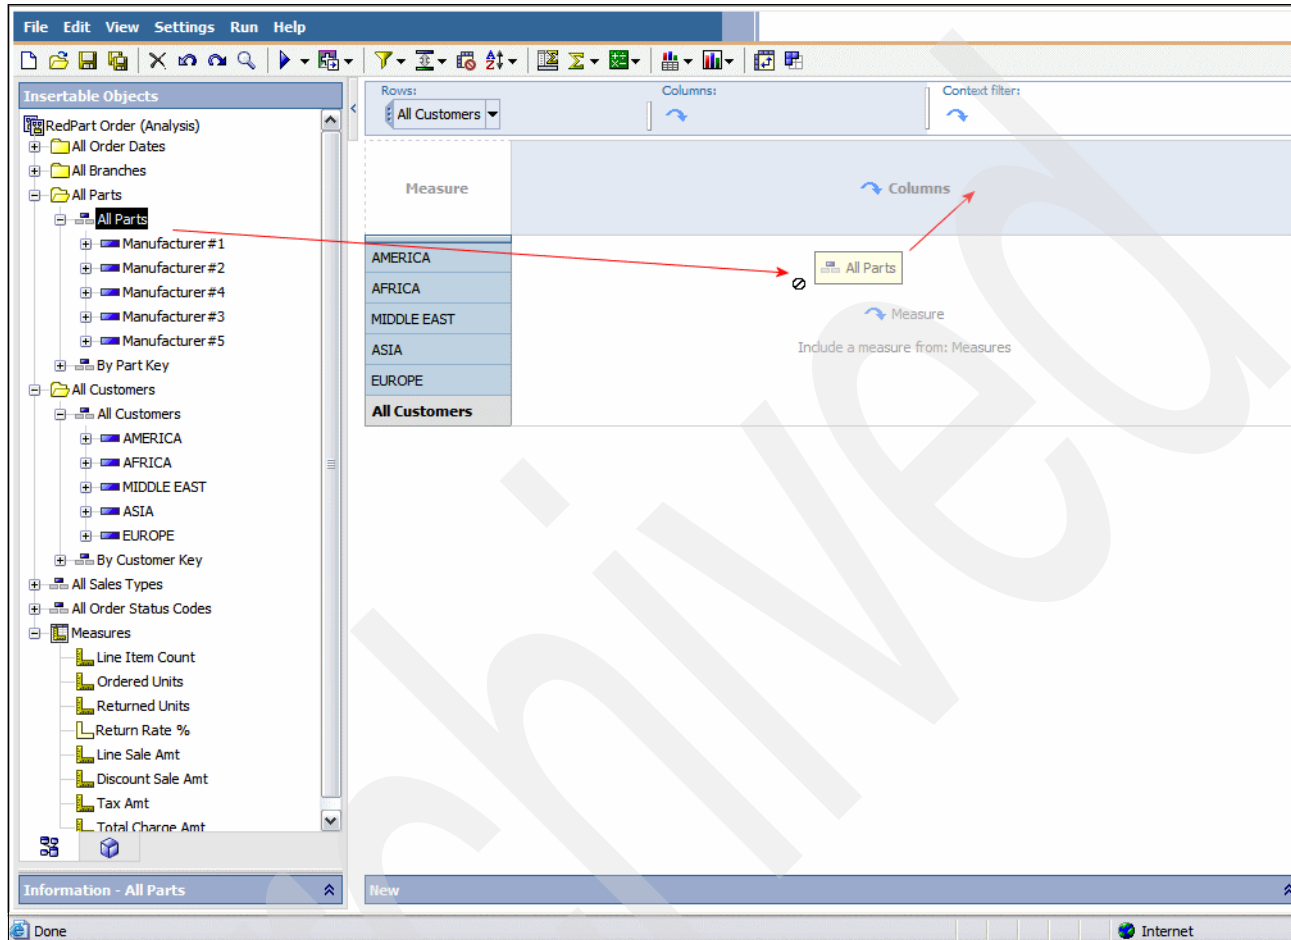 File Edit View Settings Run Help
Insertable Objects
RedPart Order (Analysis)
All Order Dates
All Branches
All Parts
All Parts
Manufacturer#1
Manufacturer#2
Manufacturer#4
Manufacturer#3
Manufacturer#5
By Part Key
All Customers
All Customers
AMERICA
AFRICA
MIDDLE EAST
ASIA
EUROPE
By Customer Key
All Sales Types
All Order Status Codes
Measures
Line Item Count
Ordered Units
Returned Units
Return Rate %
Line Sale Amt
Discount Sale Amt
Tax Amt
Total Charge Amt
Information - All Parts
Rows:
All Customers
Columns:
Context filter:
Measure
Columns
AMERICA
AFRICA
MIDDLE EAST
ASIA
EUROPE
All Customers
All Parts
Measure
Include a measure from: Measures
New
Done
Internet